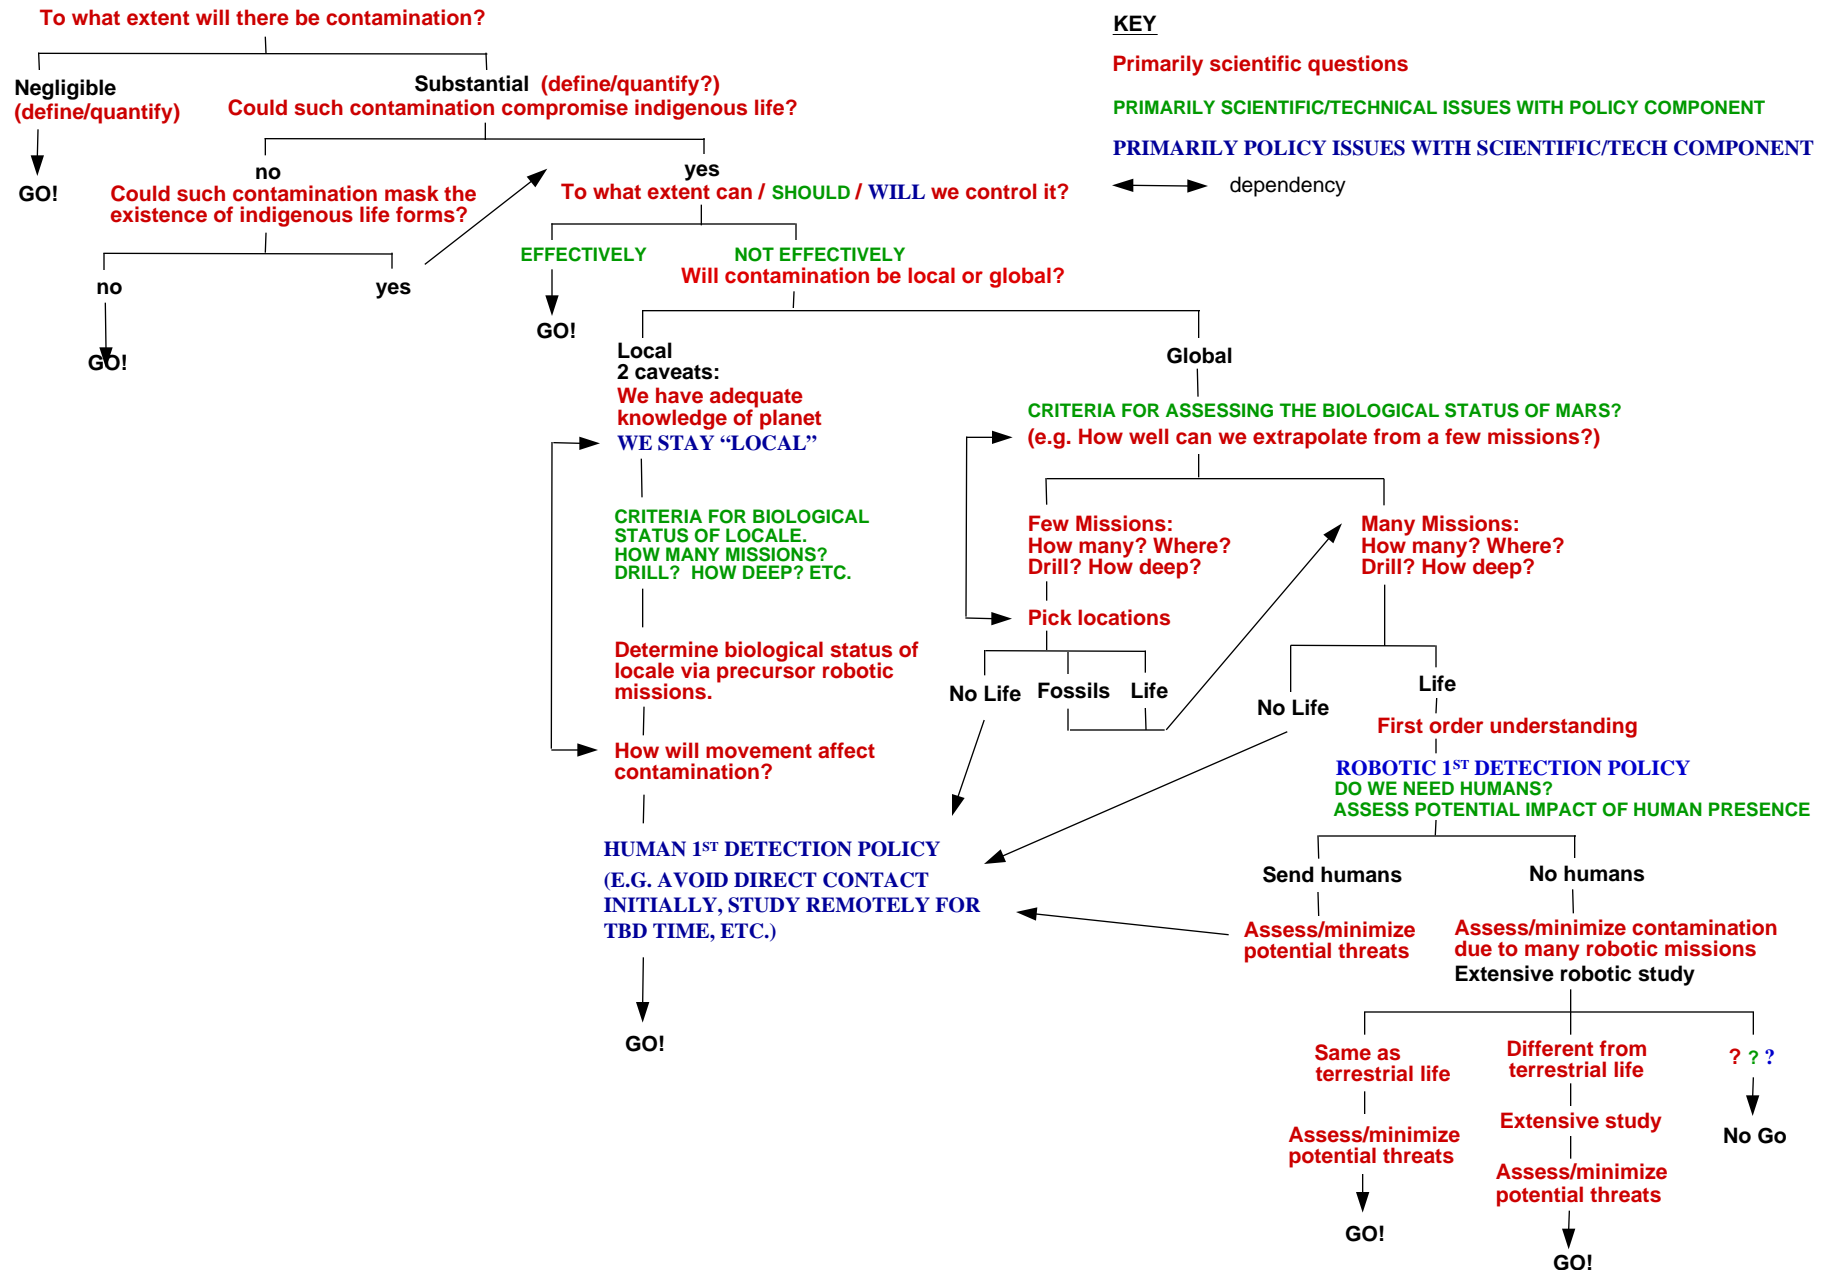 To what extent will there be contamination?
Negligible
(define/quantify)
GO!
Substantial (define/quantify?)
Could such contamination compromise indigenous life?
no
Could such contamination mask the
existence of indigenous life forms?
no
GO!
yes
yes
To what extent can / SHOULD / WILL we control it?
EFFECTIVELY
GO!
NOT EFFECTIVELY
Will contamination be local or global?
KEY
Primarily scientific questions
PRIMARILY SCIENTIFIC/TECHNICAL ISSUES WITH POLICY COMPONENT
PRIMARILY POLICY ISSUES WITH SCIENTIFIC/TECH COMPONENT
dependency
Local
2 caveats:
We have adequate
knowledge of planet
WE STAY “LOCAL”
CRITERIA FOR BIOLOGICAL
STATUS OF LOCALE.
HOW MANY MISSIONS?
DRILL? HOW DEEP? ETC.
Determine biological status of
locale via precursor robotic
missions.
How will movement affect
contamination?
HUMAN 1ST DETECTION POLICY
(E.G. AVOID DIRECT CONTACT
INITIALLY, STUDY REMOTELY FOR
TBD TIME, ETC.)
GO!
Global
CRITERIA FOR ASSESSING THE BIOLOGICAL STATUS OF MARS?
(e.g. How well can we extrapolate from a few missions?)
Few Missions:
How many? Where?
Drill? How deep?
Pick locations
No Life
Fossils
Life
Many Missions:
How many? Where?
Drill? How deep?
No Life
Life
First order understanding
ROBOTIC 1ST DETECTION POLICY
DO WE NEED HUMANS?
ASSESS POTENTIAL IMPACT OF HUMAN PRESENCE
Send humans
Assess/minimize
potential threats
No humans
Assess/minimize contamination
due to many robotic missions
Extensive robotic study
Same as
terrestrial life
Assess/minimize
potential threats
GO!
Different from
terrestrial life
Extensive study
Assess/minimize
potential threats
GO!
? ? ?
No Go